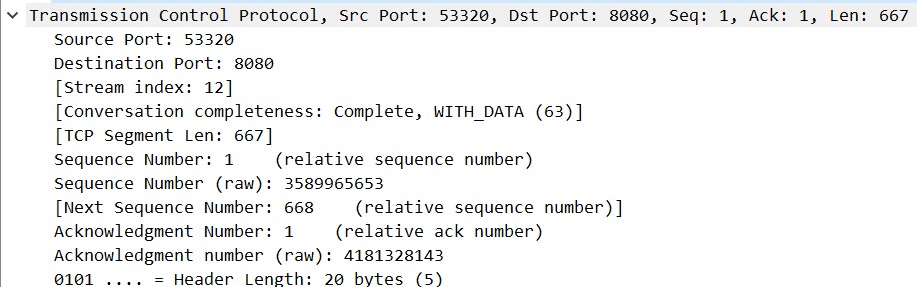 Transmission Control Protocol, Src Port: 53320, Dst Port: 8080, Seq: 1, Ack: 1, Len: 667
Source Port: 53320
Destination Port: 8080
[Stream index: 12]
[Conversation completeness: Complete, WITH_DATA (63)]
[TCP Segment Len: 667]
Sequence Number: 1    (relative sequence number)
Sequence Number (raw): 3589965653
[Next Sequence Number: 668    (relative sequence number)]
Acknowledgment Number: 1    (relative ack number)
Acknowledgment number (raw): 4181328143
0101 .... = Header Length: 20 bytes (5)